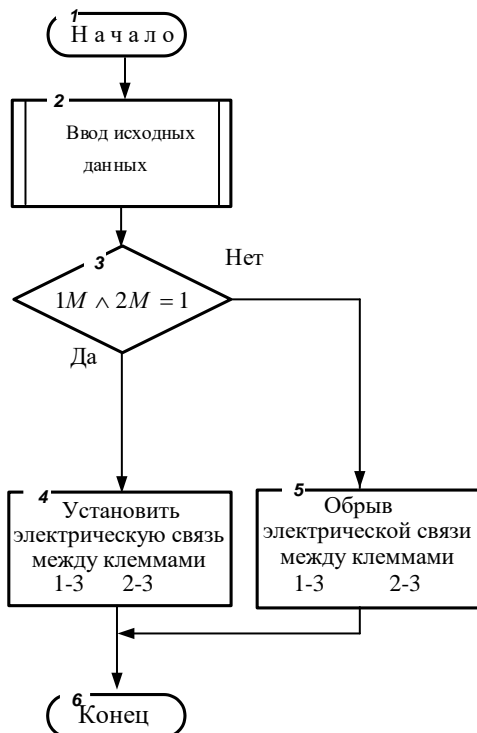 1
Н а ч а л о
2
Ввод исходных
данных
3
Нет
1M ∧ 2M = 1
Да
4
Установить
электрическую связь
между клеммами
1-3 2-3
5
Обрыв
электрической связи
между клеммами
1-3 2-3
6
Конец